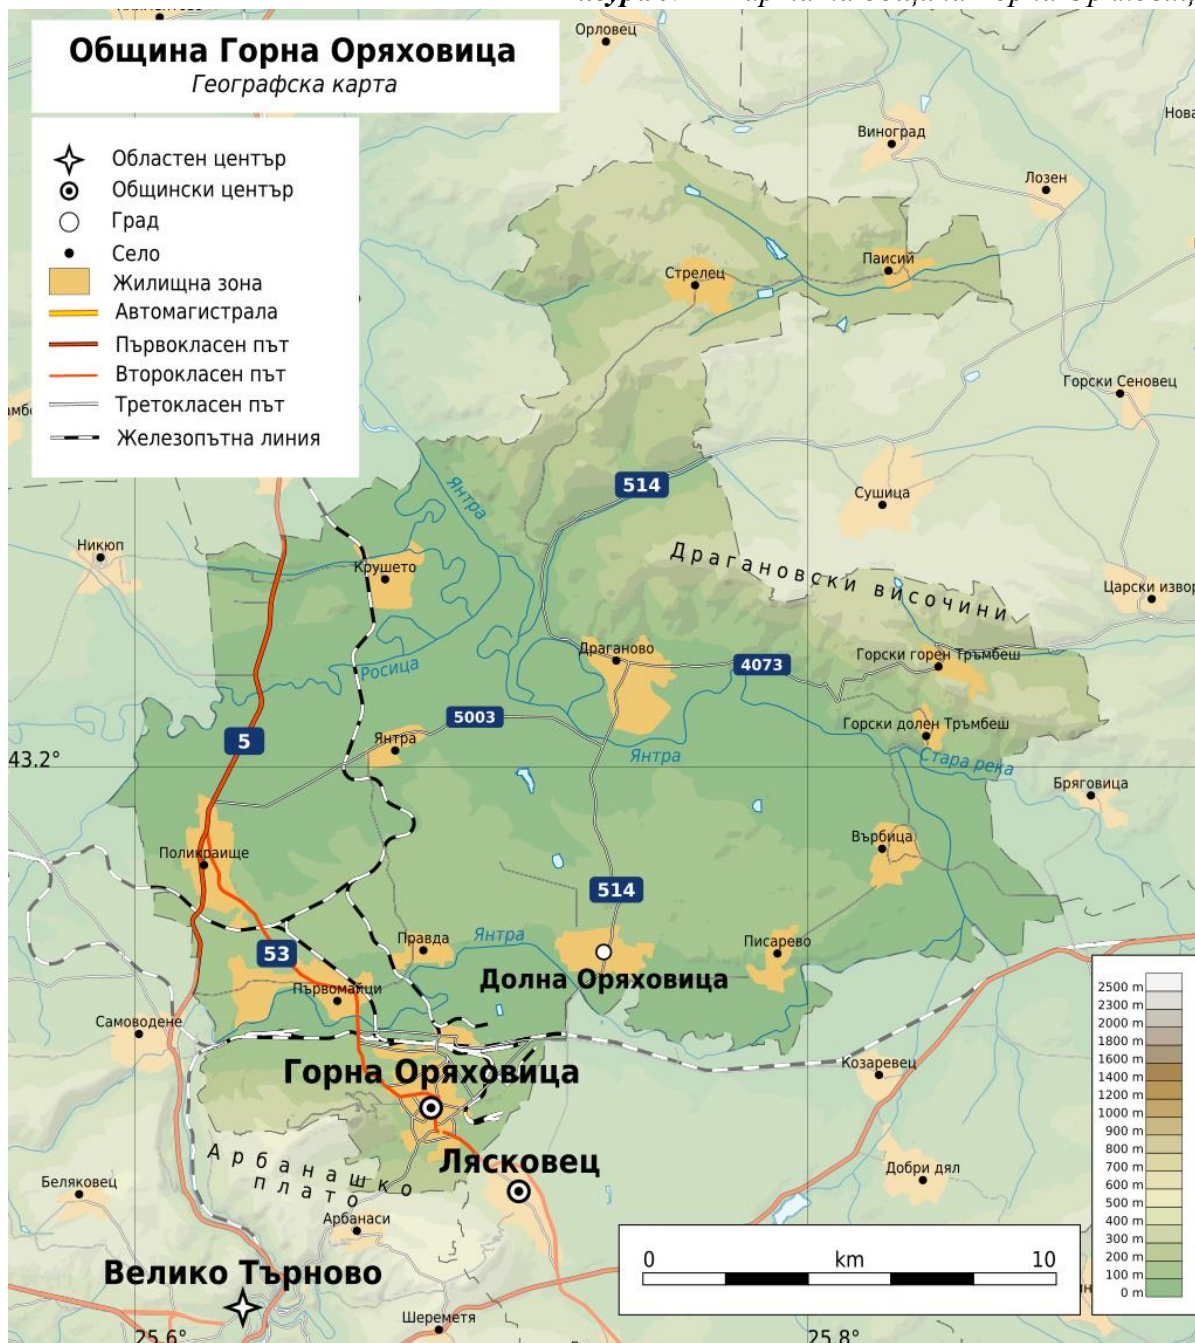 Община Горна Оряховица
Географска карта
Областен център
Общински център
Град
Село
Жилищна зона
Автомагистрала
Първокласен път
Второкласен път
Третокласен път
Железопътна линия
Орловец
Виноград
Нова
Лозен
Стрелец
Паисий
Горски Сеновец
514
Янтра
Сушица
Никюп
Крушето
Драгановски височини
Царски извор
Драганово
4073
Горски горен Тръмбеш
Росица
5003
Горски долен Тръмбеш
5
Янтра
43.2°
Янтра
Стара река
Бряговица
Поликраище
Върбица
514
53
Правда
Янтра
Писарево
Долна Оряховица
Първомайци
Самоводене
Козаревец
Горна Оряховица
Лясковец
Арбанашко
плато
Беляковец
Добри дял
Арбанаси
Велико Търново
Шереметя
25.6°
25.8°
0 km 10
2500 m
2300 m
2000 m
1800 m
1600 m
1400 m
1200 m
1000 m
900 m
800 m
700 m
600 m
500 m
400 m
300 m
200 m
100 m
0 m